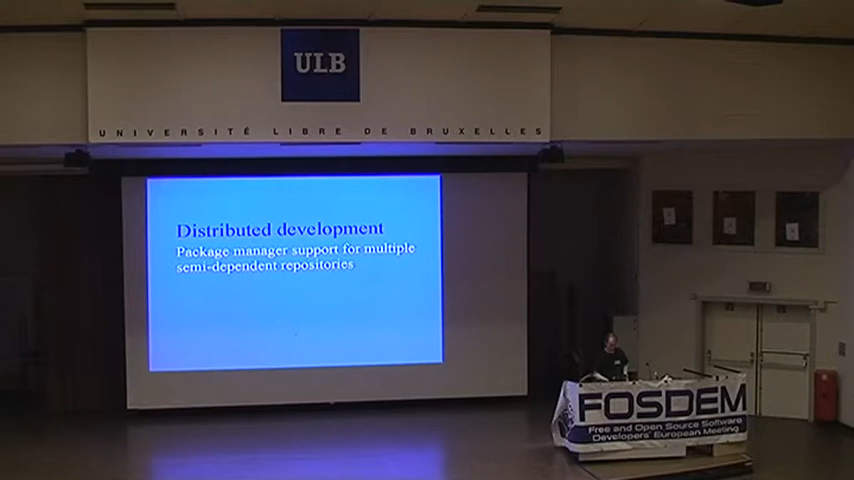 ULB
UNIVERSITÉ LIBRE DE BRUXELLES
Distributed development
Package manager support for multiple
semi-dependent repositories
FOSDEM
Free and Open Source Software
Developers' European Meeting